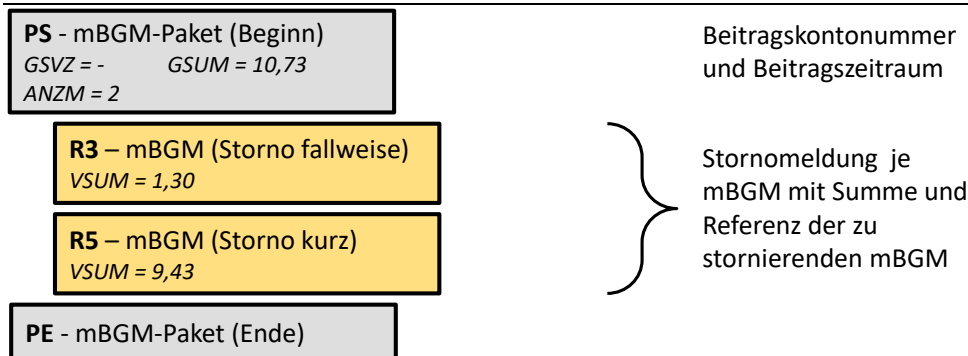 PS - mBGM-Paket (Beginn)
GSVZ = - GSUM = 10,73
ANZM = 2
Beitragskontonummer
und Beitragszeitraum
R3 – mBGM (Storno fallweise)
VSUM = 1,30
R5 – mBGM (Storno kurz)
VSUM = 9,43
Stornomeldung je
mBGM mit Summe und
Referenz der zu
stornierenden mBGM
PE - mBGM-Paket (Ende)